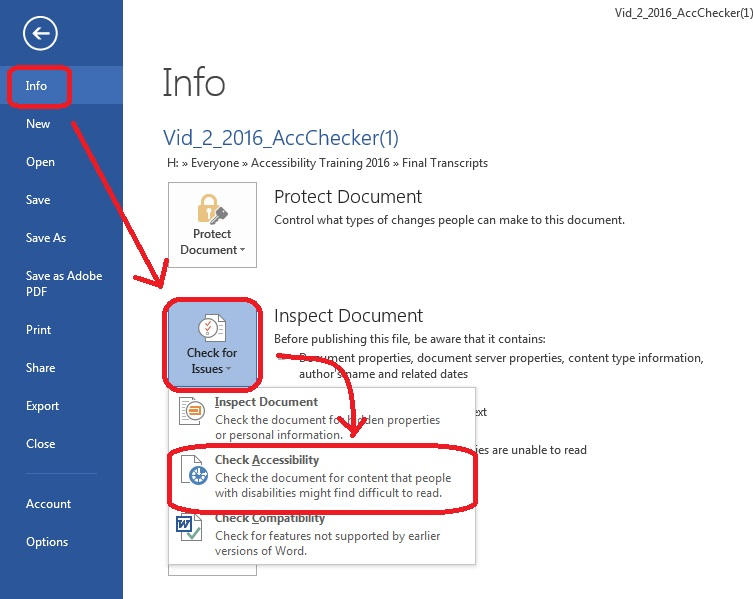 Vid_2_2016_AccChecker(1)
Info
New
Open
Save
Save As
Save as Adobe
PDF
Print
Share
Export
Close
Account
Options
Info
Vid_2_2016_AccChecker(1)
H: » Everyone » Accessibility Training 2016 » Final Transcripts
Protect
Document
Protect Document
Control what types of changes people can make to this document.
Check for
Issues
Inspect Document
Before publishing this file, be aware that it contains:
Document properties, document server properties, content type information,
author's name and related dates
Inspect Document
Check the document for hidden properties
or personal information.
Check Accessibility
Check the document for content that people
with disabilities might find difficult to read.
Check Compatibility
Check for features not supported by earlier
versions of Word.
are unable to read